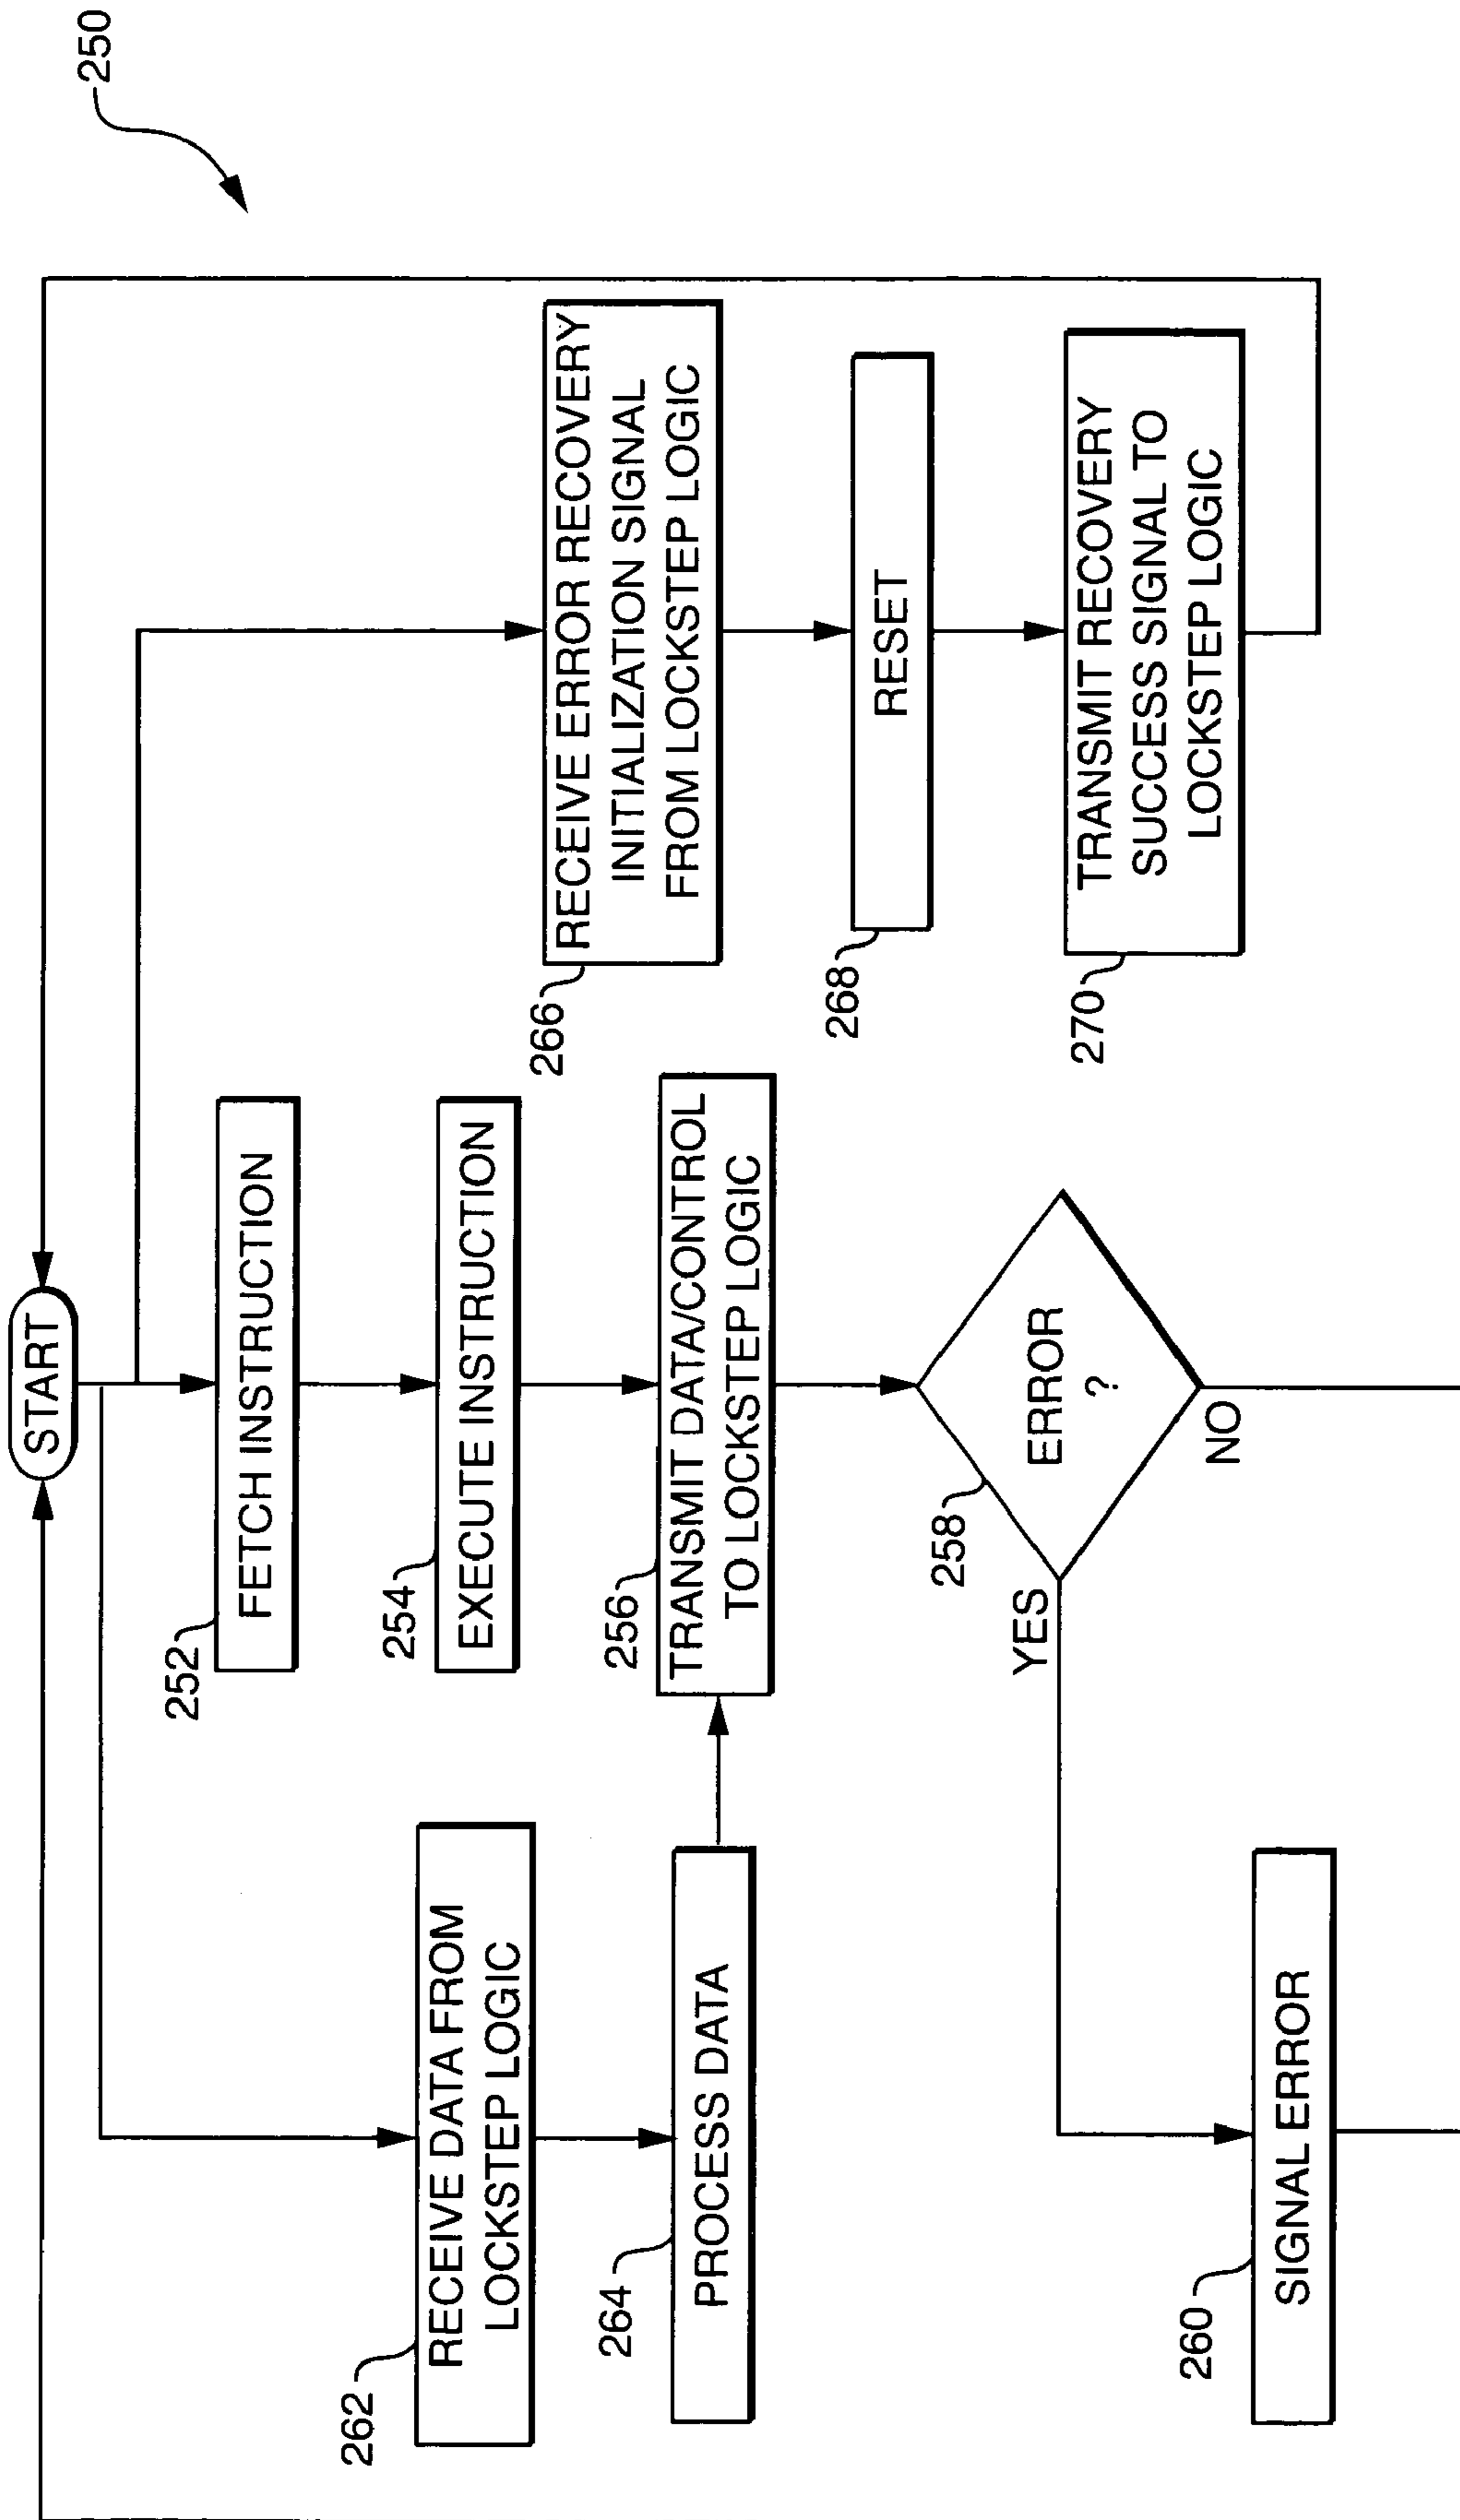 250
START
252
FETCH INSTRUCTION
254
EXECUTE INSTRUCTION
256
TRANSMIT DATA/CONTROL
TO LOCKSTEP LOGIC
258
ERROR
?
YES
NO
262
RECEIVE DATA FROM
LOCKSTEP LOGIC
264
PROCESS DATA
260
SIGNAL ERROR
266
RECEIVE ERROR RECOVERY
INITIALIZATION SIGNAL
FROM LOCKSTEP LOGIC
268
RESET
270
TRANSMIT RECOVERY
SUCCESS SIGNAL TO
LOCKSTEP LOGIC